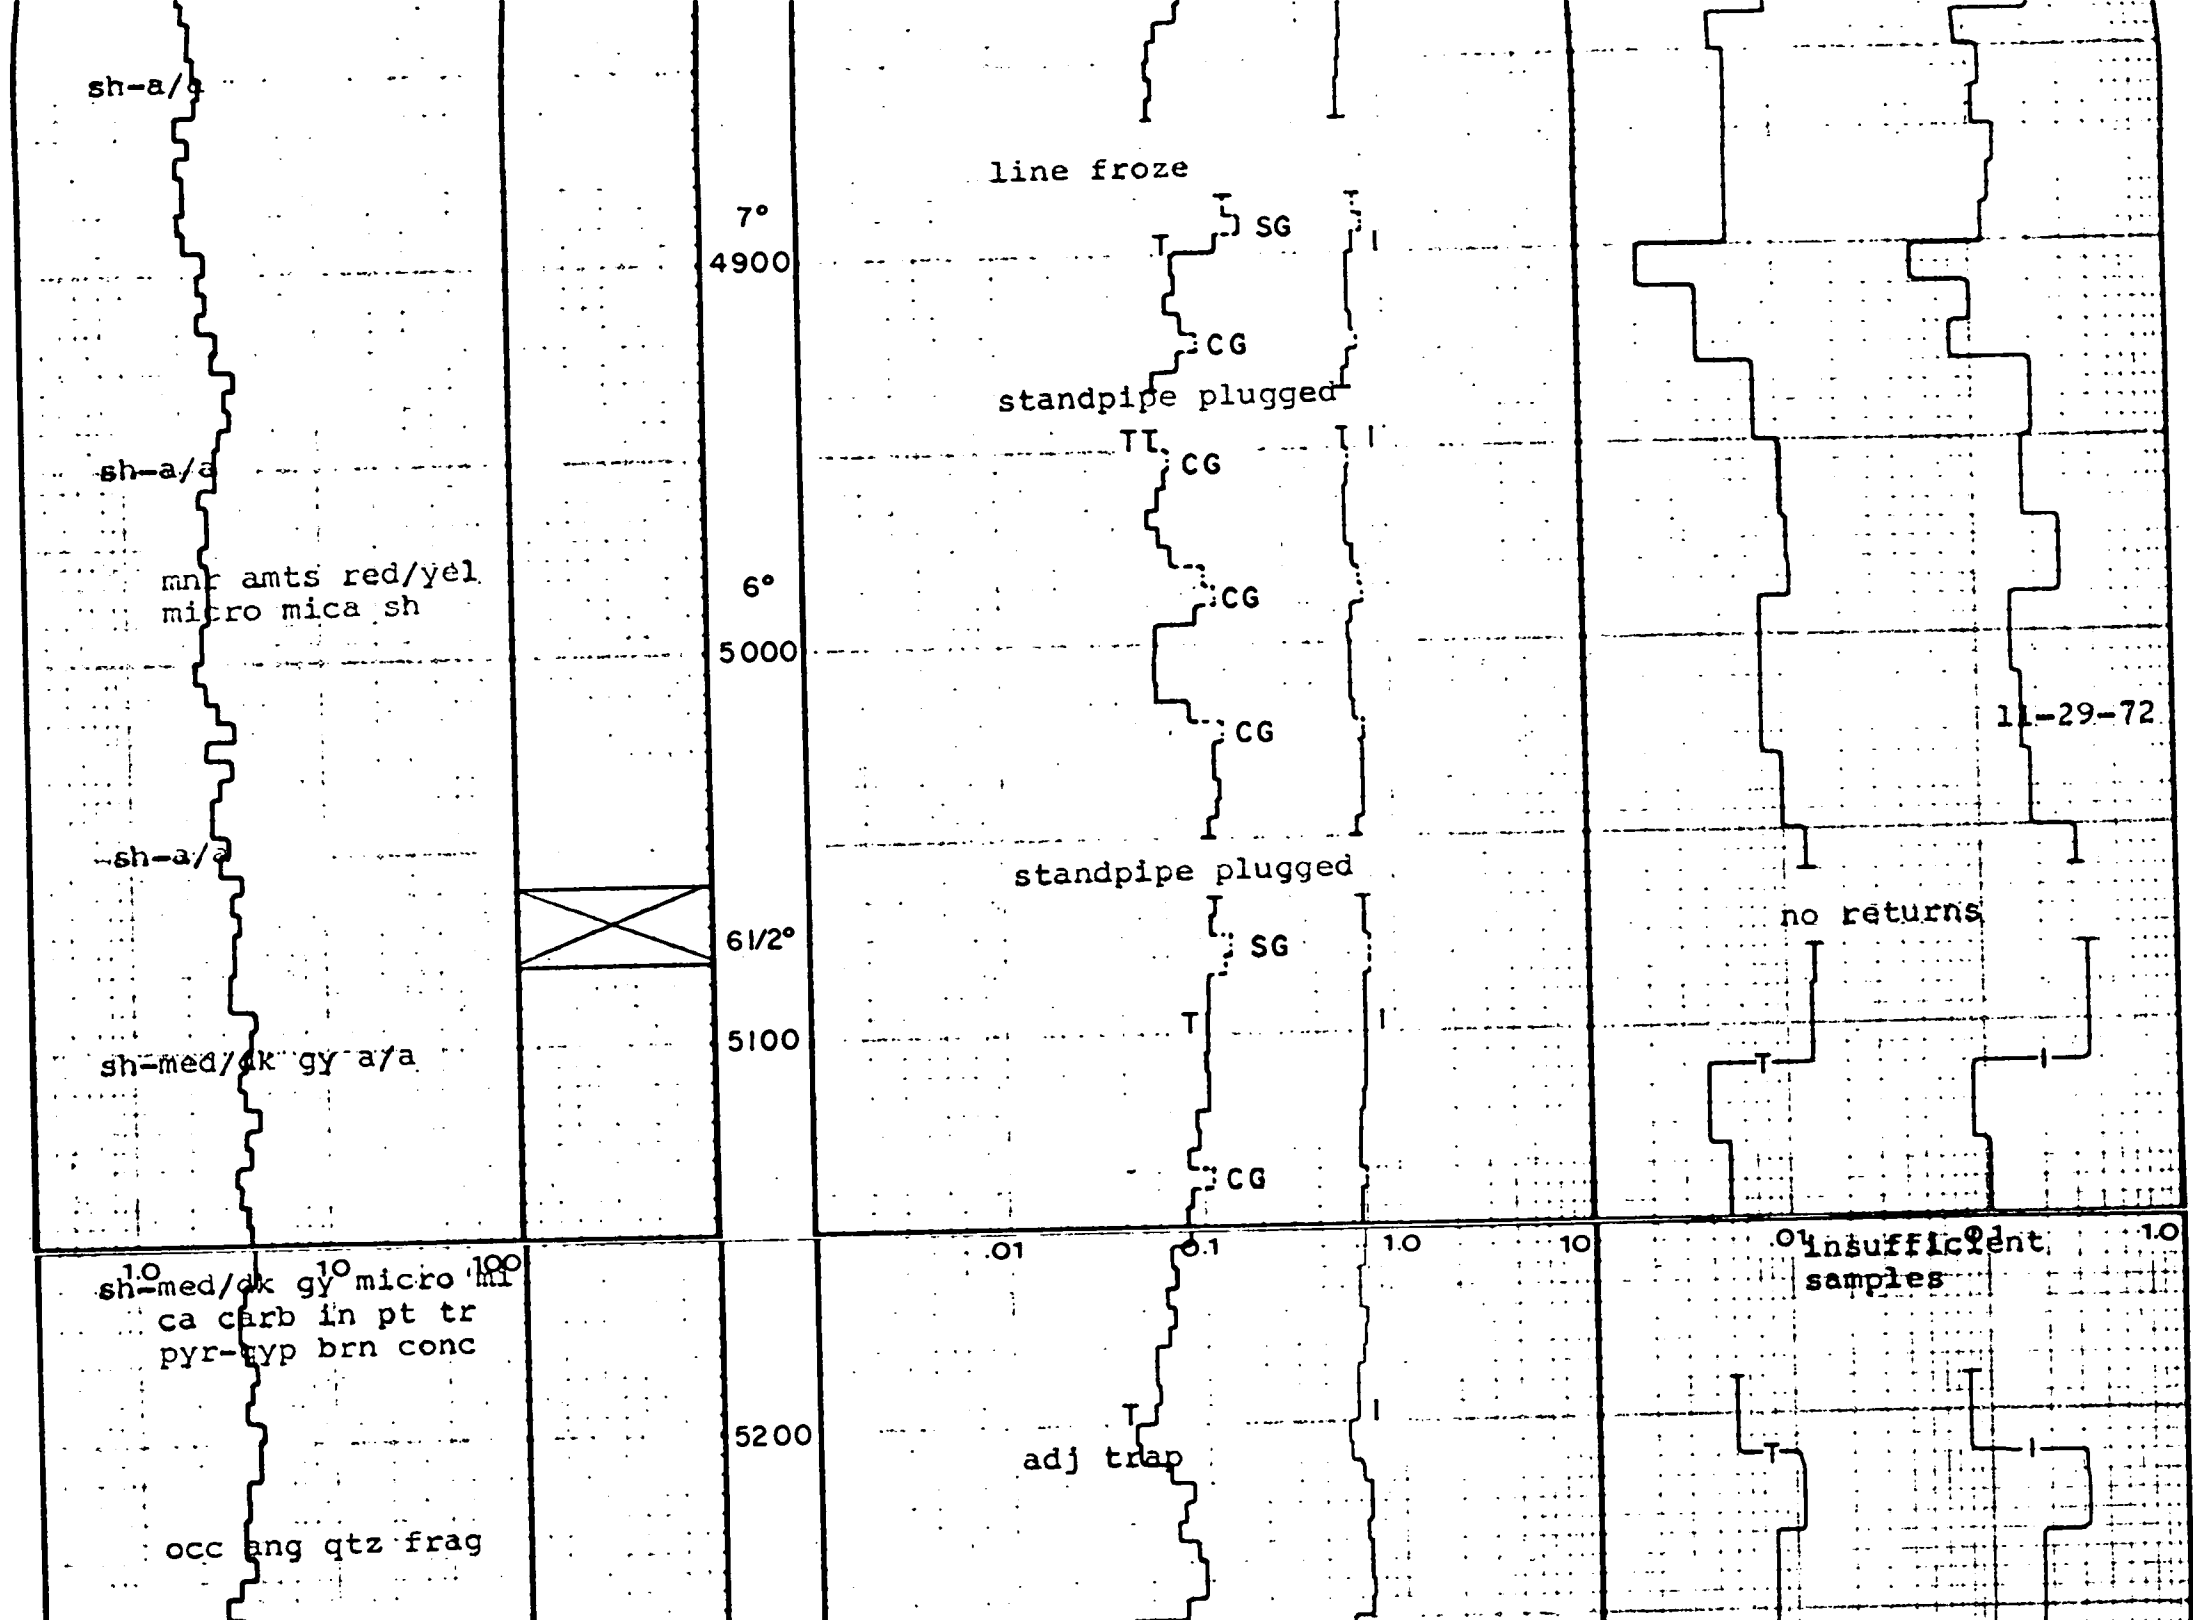 sh-a/a
line froze
7°
SG
T
I
4900
CG
standpipe plugged
T
I
CG
sh-a/a
mnr amts red/yel
micro mica sh
6°
CG
5000
11-29-72
CG
sh-a/a
standpipe plugged
no returns
6 1/2°
SG
T
I
5100
sh-med/dk gy a/a
T
I
CG
1.0
10
100
.01
0.1
1.0
10
.01
0.1
1.0
insufficient
samples
sh-med/dk gy micro mi
ca carb in pt tr
pyr-gyp brn conc
T
I
5200
adj trap
T
I
occ ang qtz frag